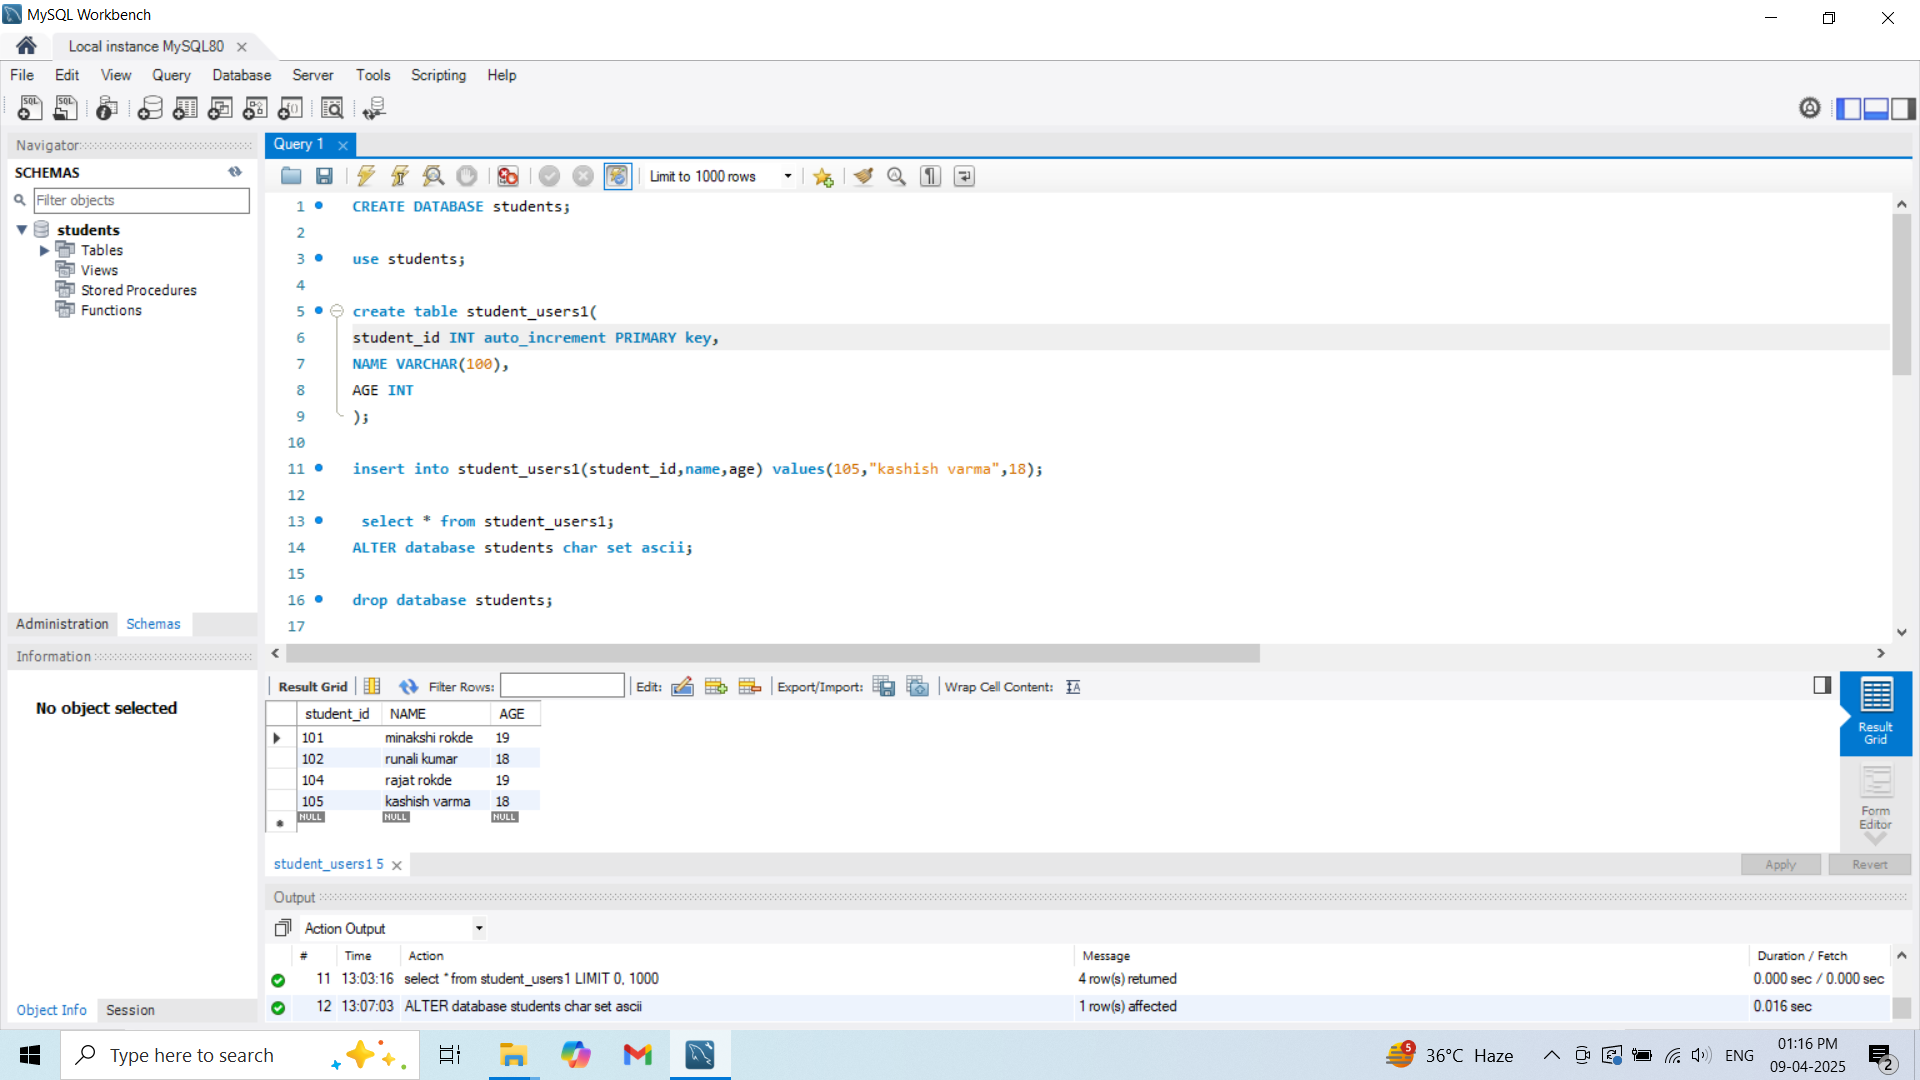 MySQL Workbench
Local instance MySQL80
File Edit View Query Database Server Tools Scripting Help
Navigator
SCHEMAS
Filter objects
students
Tables
Views
Stored Procedures
Functions
Administration Schemas
Information
No object selected
Object Info Session
Query 1
Limit to 1000 rows
1 CREATE DATABASE students;
2
3 use students;
4
5 create table student_users1(
6 student_id INT auto_increment PRIMARY key,
7 NAME VARCHAR(100),
8 AGE INT
9 );
10
11 insert into student_users1(student_id,name,age) values(105,"kashish varma",18);
12
13 select * from student_users1;
14 ALTER database students char set ascii;
15
16 drop database students;
17
Result Grid Filter Rows: Edit: Export/Import: Wrap Cell Content:
student_id NAME AGE
101 minakshi rokde 19
102 runali kumar 18
104 rajat rokde 19
105 kashish varma 18
NULL NULL NULL
Result Grid
Form Editor
student_users1 5
Apply Revert
Output
Action Output
# Time Action Message Duration / Fetch
11 13:03:16 select * from student_users1 LIMIT 0, 1000 4 row(s) returned 0.000 sec / 0.000 sec
12 13:07:03 ALTER database students char set ascii 1 row(s) affected 0.016 sec
Type here to search
5
36°C Haze
ENG
01:16 PM
09-04-2025
2